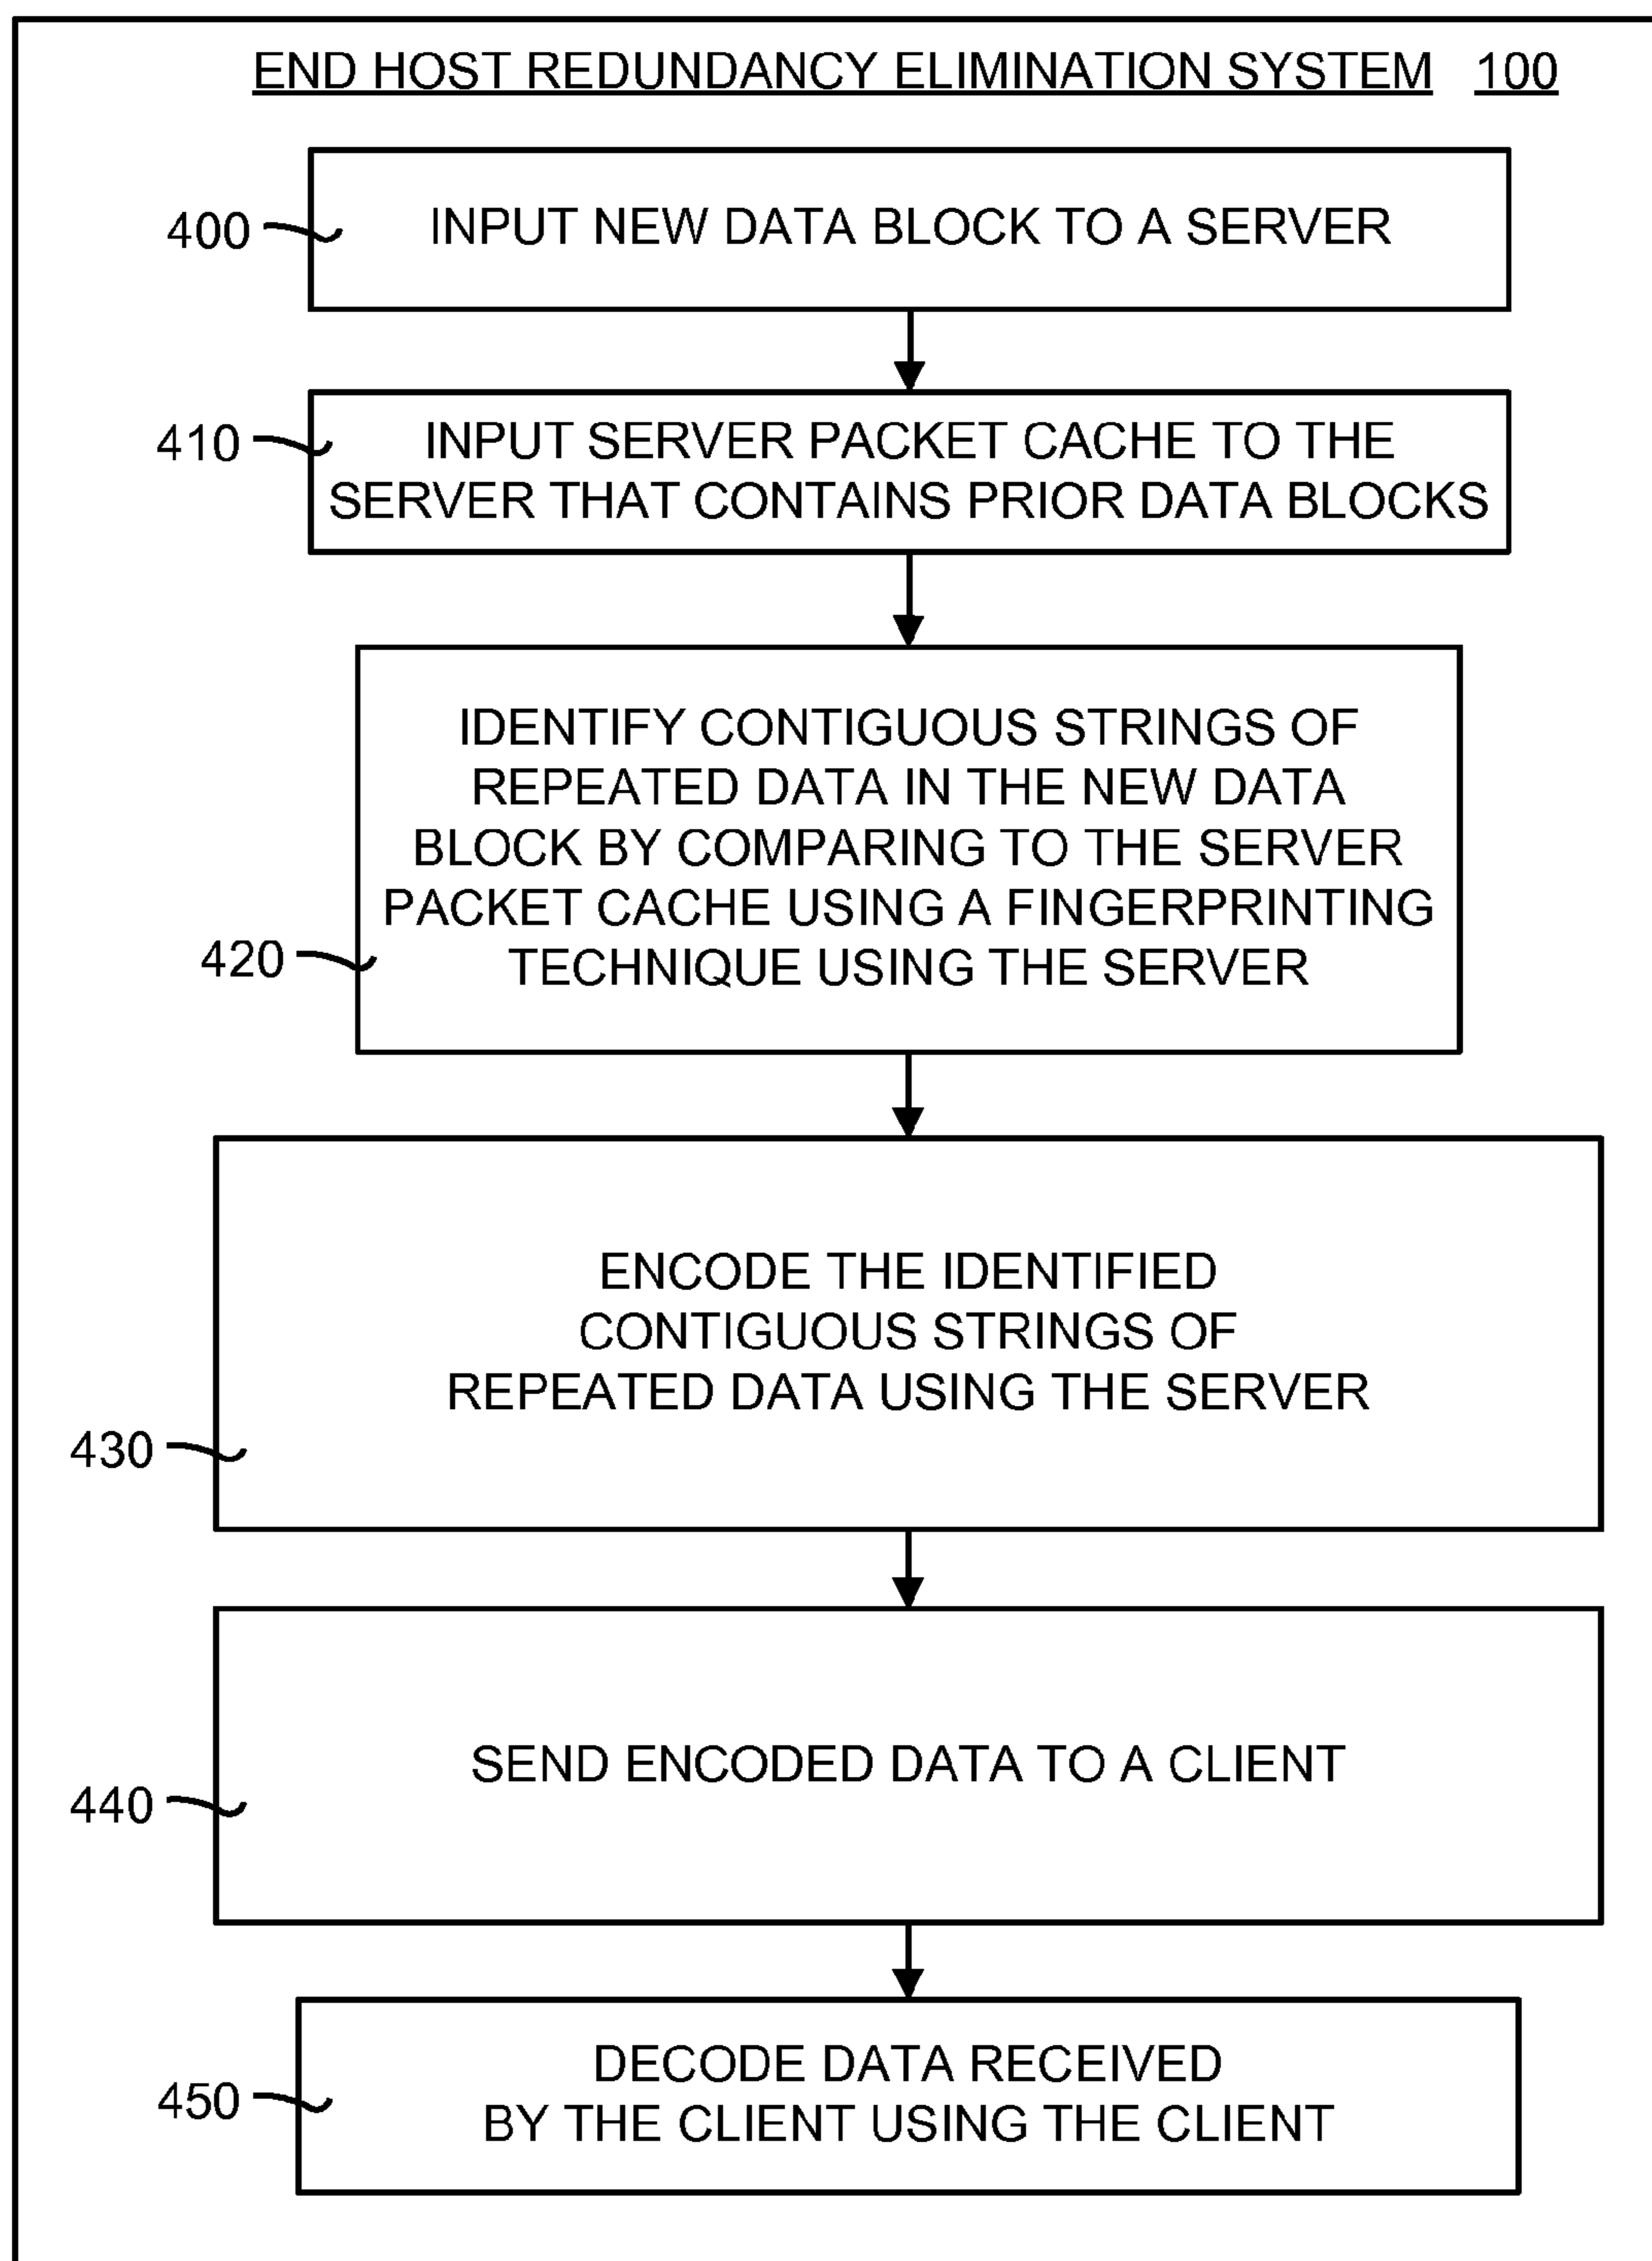 END HOST REDUNDANCY ELIMINATION SYSTEM 100
400
INPUT NEW DATA BLOCK TO A SERVER
410
INPUT SERVER PACKET CACHE TO THE
SERVER THAT CONTAINS PRIOR DATA BLOCKS
IDENTIFY CONTIGUOUS STRINGS OF
REPEATED DATA IN THE NEW DATA
BLOCK BY COMPARING TO THE SERVER
PACKET CACHE USING A FINGERPRINTING
TECHNIQUE USING THE SERVER
420
ENCODE THE IDENTIFIED
CONTIGUOUS STRINGS OF
REPEATED DATA USING THE SERVER
430
SEND ENCODED DATA TO A CLIENT
440
DECODE DATA RECEIVED
BY THE CLIENT USING THE CLIENT
450